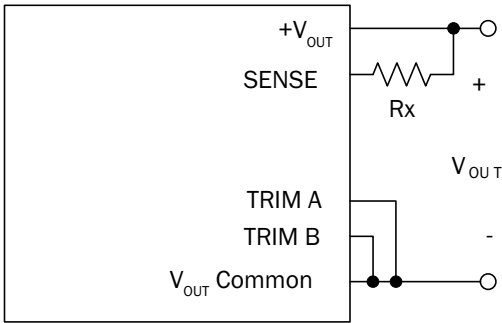 +VOUT
SENSE
Rx
+
VOUT
TRIM A
TRIM B
-
VOUT Common